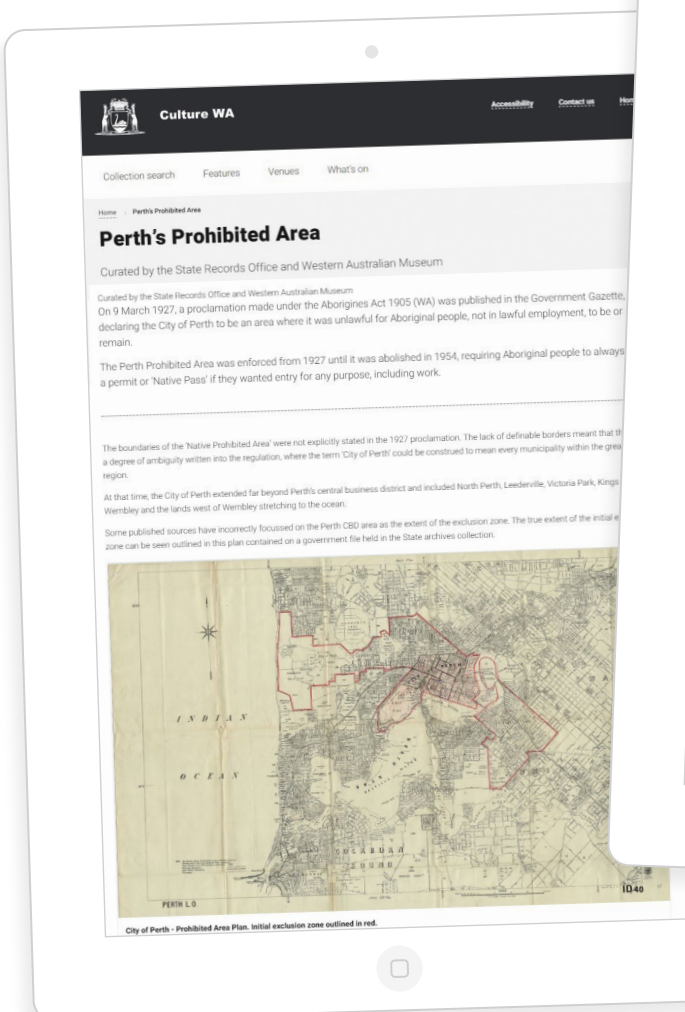 Culture WA
Accessibility
Contact us
Hom
Collection search
Features
Venues
What's on
Home › Perth's Prohibited Area
Perth's Prohibited Area
Curated by the State Records Office and Western Australian Museum
Curated by the State Records Office and Western Australian Museum
On 9 March 1927, a proclamation made under the Aborigines Act 1905 (WA) was published in the Government Gazette,
declaring the City of Perth to be an area where it was unlawful for Aboriginal people, not in lawful employment, to be or
remain.
The Perth Prohibited Area was enforced from 1927 until it was abolished in 1954, requiring Aboriginal people to always
a permit or 'Native Pass' if they wanted entry for any purpose, including work.
The boundaries of the 'Native Prohibited Area' were not explicitly stated in the 1927 proclamation. The lack of definable borders meant that th
a degree of ambiguity written into the regulation, where the term 'City of Perth' could be construed to mean every municipality within the grea
region.
At that time, the City of Perth extended far beyond Perth's central business district and included North Perth, Leederville, Victoria Park, Kings
Wembley and the lands west of Wembley stretching to the ocean.
Some published sources have incorrectly focussed on the Perth CBD area as the extent of the exclusion zone. The true extent of the initial e
zone can be seen outlined in this plan contained on a government file held in the State archives collection.
INDIAN
OCEAN
SOUND
PERTH L.O.
ID40
City of Perth - Prohibited Area Plan. Initial exclusion zone outlined in red.